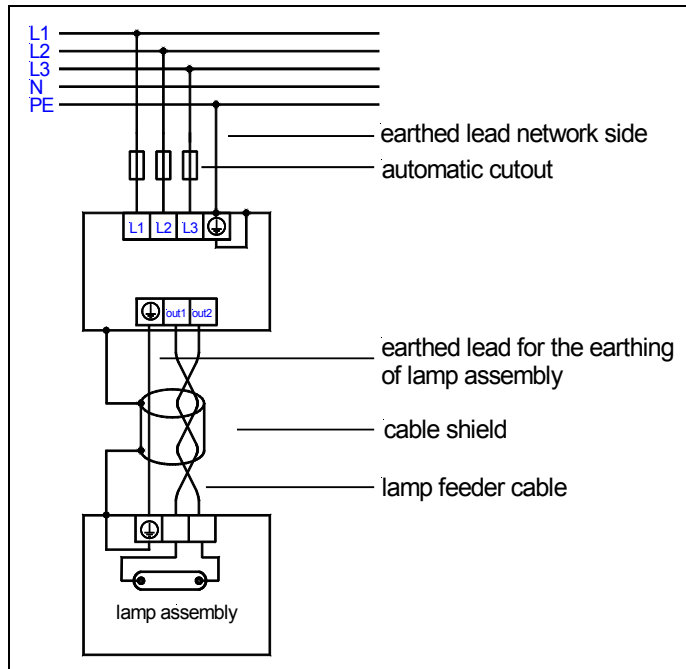 L1
L2
L3
N
PE
earthed lead network side
automatic cutout
L1 L2 L3
out1 out2
earthed lead for the earthing
of lamp assembly
cable shield
lamp feeder cable
lamp assembly